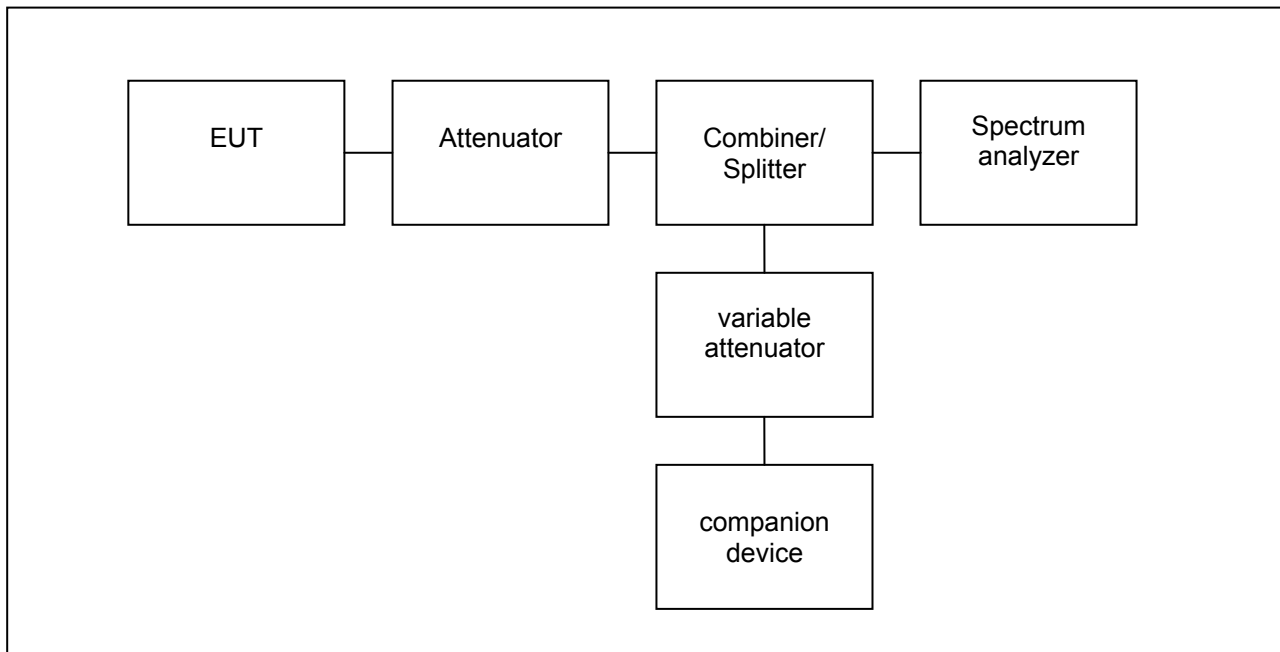 EUT
Attenuator
Combiner/
Splitter
Spectrum
analyzer
variable
attenuator
companion
device